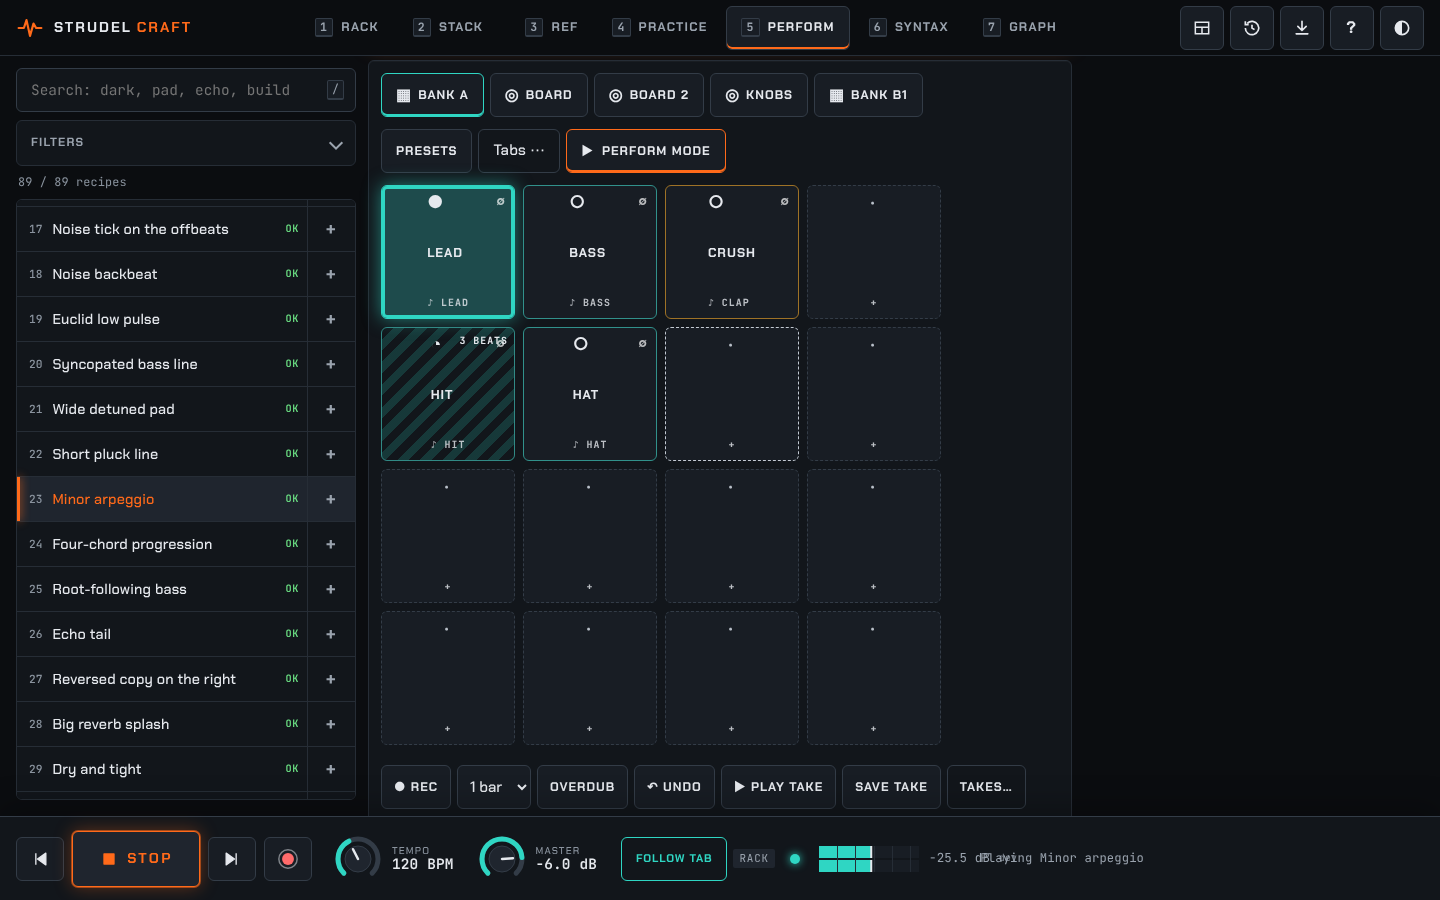 STRUDEL CRAFT
1 RACK
2 STACK
3 REF
4 PRACTICE
5 PERFORM
6 SYNTAX
7 GRAPH
?
Search: dark, pad, echo, build /
FILTERS
89 / 89 recipes
17 Noise tick on the offbeats OK +
18 Noise backbeat OK +
19 Euclid low pulse OK +
20 Syncopated bass line OK +
21 Wide detuned pad OK +
22 Short pluck line OK +
23 Minor arpeggio OK +
24 Four-chord progression OK +
25 Root-following bass OK +
26 Echo tail OK +
27 Reversed copy on the right OK +
28 Big reverb splash OK +
29 Dry and tight OK +
BANK A
BOARD
BOARD 2
KNOBS
BANK B1
PRESETS
Tabs ···
▶ PERFORM MODE
Ø
LEAD
♪ LEAD
Ø
BASS
♪ BASS
Ø
CRUSH
♪ CLAP
+
3 BEATS
HIT
♪ HIT
Ø
HAT
♪ HAT
+
+
+
+
+
+
+
+
+
+
● REC
1 bar
OVERDUB
↶ UNDO
▶ PLAY TAKE
SAVE TAKE
TAKES…
STOP
TEMPO
120 BPM
MASTER
-6.0 dB
FOLLOW TAB
RACK
-25.5 dB
Playing Minor arpeggio